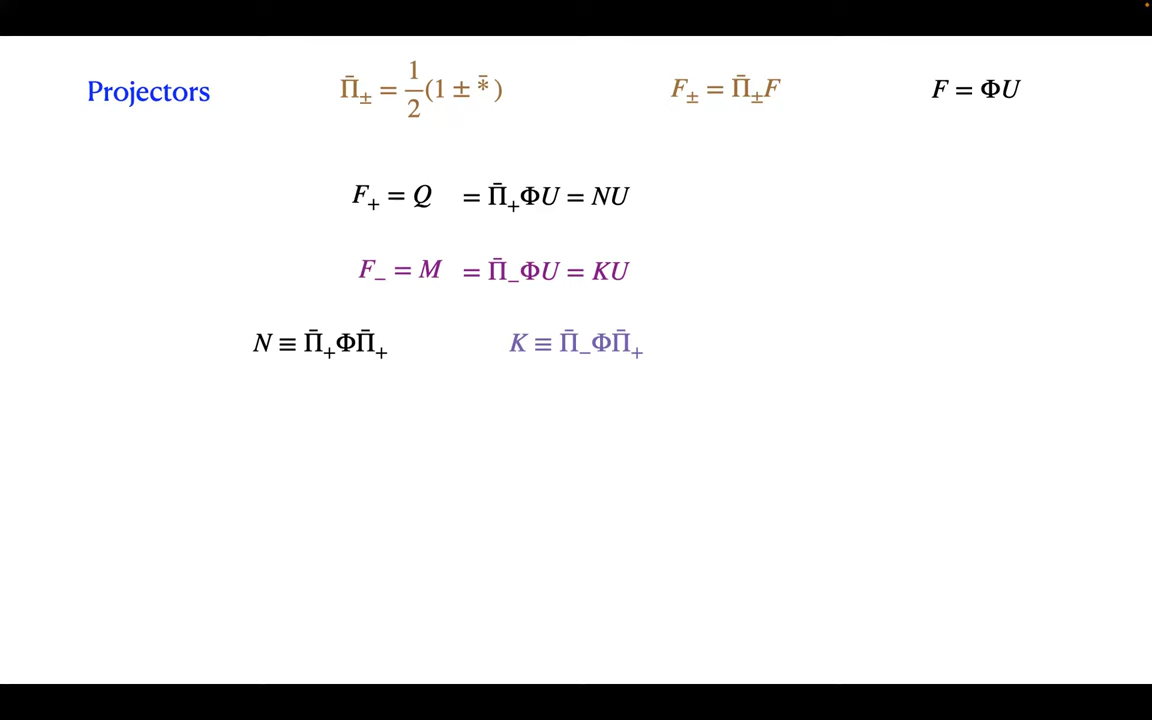 Projectors Π̄± = 1/2 (1 ± *̄) F± = Π̄±F F = ΦU
F₊ = Q = Π̄₊ΦU = NU
F₋ = M = Π̄₋ΦU = KU
N ≡ Π̄₊ΦΠ̄₊ K ≡ Π̄₋ΦΠ̄₊